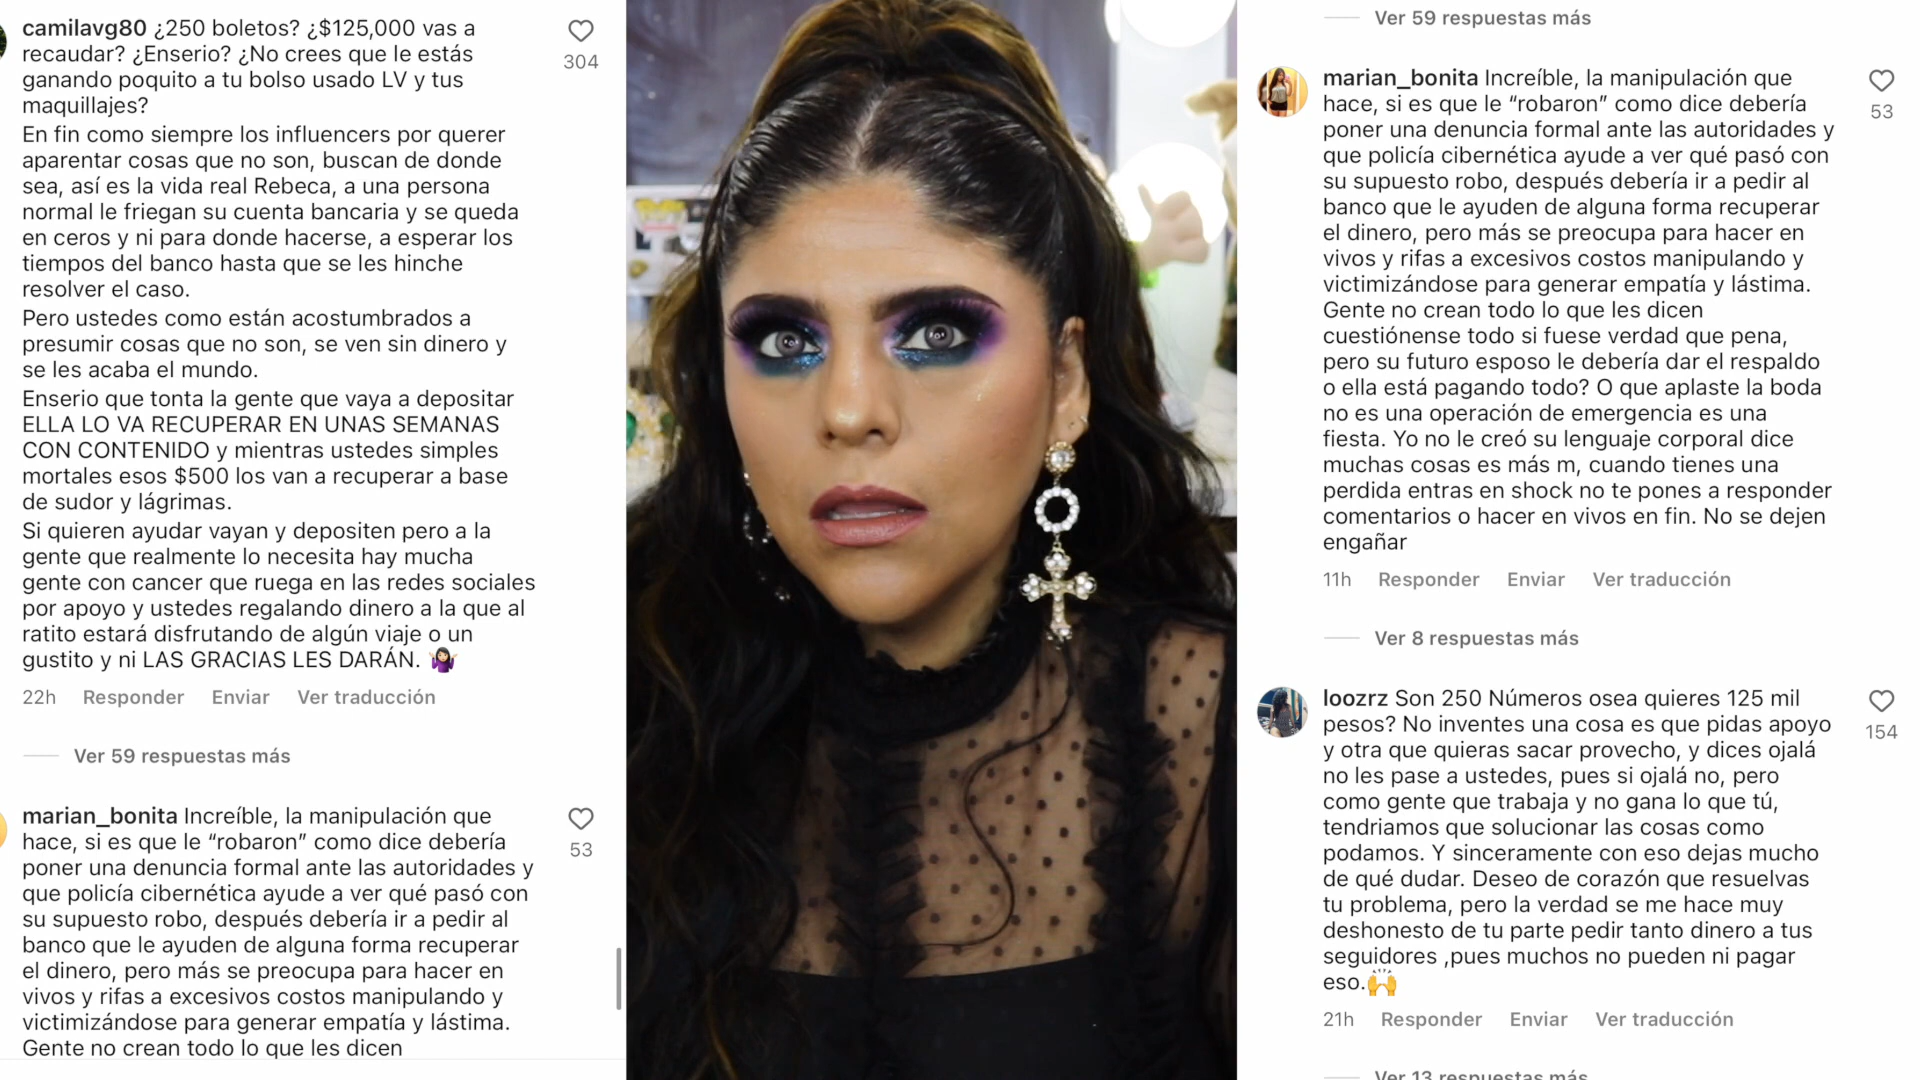 camilavg80 ¿250 boletos? ¿$125,000 vas a
recaudar? ¿Enserio? ¿No crees que le estás
ganando poquito a tu bolso usado LV y tus
maquillajes?
En fin como siempre los influencers por querer
aparentar cosas que no son, buscan de donde
sea, así es la vida real Rebeca, a una persona
normal le friegan su cuenta bancaria y se queda
en ceros y ni para donde hacerse, a esperar los
tiempos del banco hasta que se les hinche
resolver el caso.
Pero ustedes como están acostumbrados a
presumir cosas que no son, se ven sin dinero y
se les acaba el mundo.
Enserio que tonta la gente que vaya a depositar
ELLA LO VA RECUPERAR EN UNAS SEMANAS
CON CONTENIDO y mientras ustedes simples
mortales esos $500 los van a recuperar a base
de sudor y lágrimas.
Si quieren ayudar vayan y depositen pero a la
gente que realmente lo necesita hay mucha
gente con cancer que ruega en las redes sociales
por apoyo y ustedes regalando dinero a la que al
ratito estará disfrutando de algún viaje o un
gustito y ni LAS GRACIAS LES DARÁN. 🤷🏻‍♀️
304
22h Responder Enviar Ver traducción
Ver 59 respuestas más
marian_bonita Increíble, la manipulación que
hace, si es que le “robaron” como dice debería
poner una denuncia formal ante las autoridades y
que policía cibernética ayude a ver qué pasó con
su supuesto robo, después debería ir a pedir al
banco que le ayuden de alguna forma recuperar
el dinero, pero más se preocupa para hacer en
vivos y rifas a excesivos costos manipulando y
victimizándose para generar empatía y lástima.
Gente no crean todo lo que les dicen
53
Ver 59 respuestas más
marian_bonita Increíble, la manipulación que
hace, si es que le “robaron” como dice debería
poner una denuncia formal ante las autoridades y
que policía cibernética ayude a ver qué pasó con
su supuesto robo, después debería ir a pedir al
banco que le ayuden de alguna forma recuperar
el dinero, pero más se preocupa para hacer en
vivos y rifas a excesivos costos manipulando y
victimizándose para generar empatía y lástima.
Gente no crean todo lo que les dicen
cuestiónense todo si fuese verdad que pena,
pero su futuro esposo le debería dar el respaldo
o ella está pagando todo? O que aplaste la boda
no es una operación de emergencia es una
fiesta. Yo no le creó su lenguaje corporal dice
muchas cosas es más m, cuando tienes una
perdida entras en shock no te pones a responder
comentarios o hacer en vivos en fin. No se dejen
engañar
53
11h Responder Enviar Ver traducción
Ver 8 respuestas más
loozrz Son 250 Números osea quieres 125 mil
pesos? No inventes una cosa es que pidas apoyo
y otra que quieras sacar provecho, y dices ojalá
no les pase a ustedes, pues si ojalá no, pero
como gente que trabaja y no gana lo que tú,
tendriamos que solucionar las cosas como
podamos. Y sinceramente con eso dejas mucho
de qué dudar. Deseo de corazón que resuelvas
tu problema, pero la verdad se me hace muy
deshonesto de tu parte pedir tanto dinero a tus
seguidores ,pues muchos no pueden ni pagar
eso.🙌
154
21h Responder Enviar Ver traducción
Ver 13 respuestas más